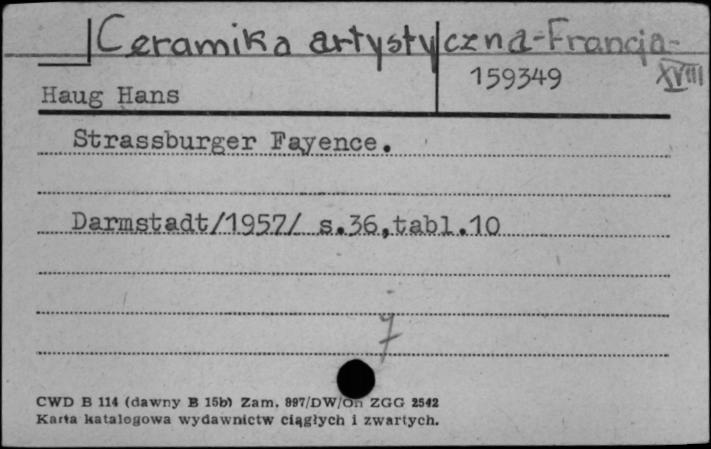 Ceramika artystyczna-Francja-
XVIII
159349
Haug Hans
Strassburger Fayence.
Darmstadt/1957/ s.36,tabl.10
7
CWD B 114 (dawny B 15b) Zam. 897/DW/On ZGG 2542
Karta katalogowa wydawnictw ciągłych i zwartych.